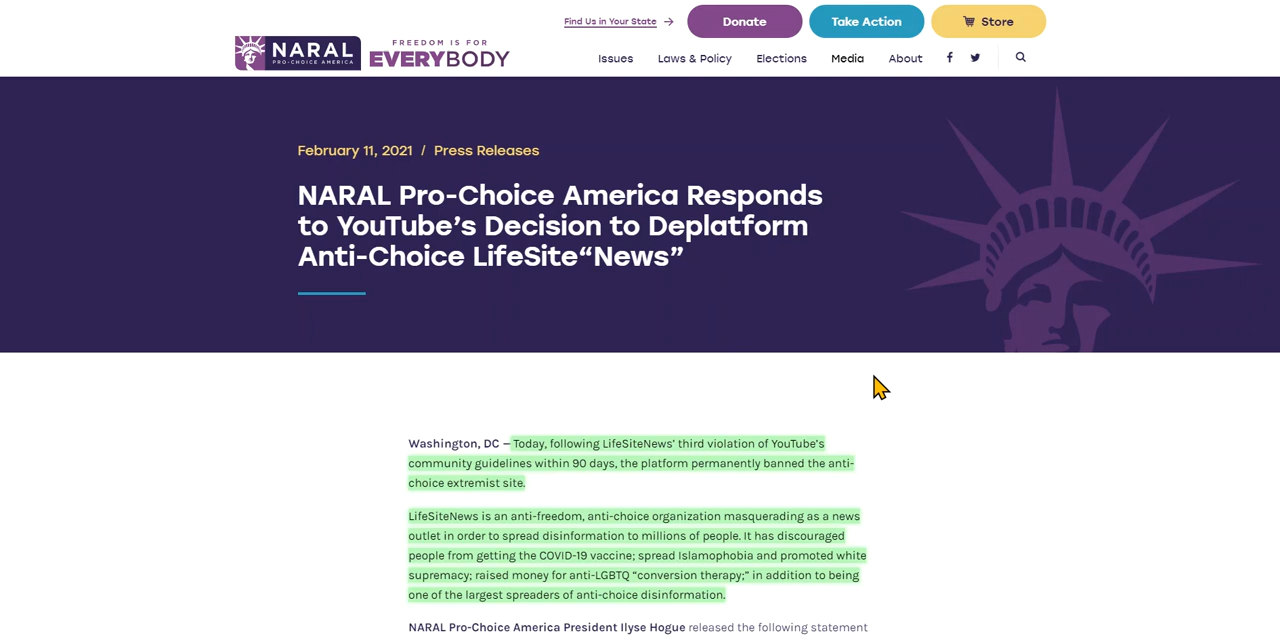 Find Us in Your State
Donate
Take Action
Store
NARAL
PRO-CHOICE AMERICA
FREEDOM IS FOR
EVERYBODY
Issues
Laws & Policy
Elections
Media
About
February 11, 2021 / Press Releases
NARAL Pro-Choice America Responds
to YouTube’s Decision to Deplatform
Anti-Choice LifeSite“News”
Washington, DC – Today, following LifeSiteNews’ third violation of YouTube’s
community guidelines within 90 days, the platform permanently banned the anti-
choice extremist site.
LifeSiteNews is an anti-freedom, anti-choice organization masquerading as a news
outlet in order to spread disinformation to millions of people. It has discouraged
people from getting the COVID-19 vaccine; spread Islamophobia and promoted white
supremacy; raised money for anti-LGBTQ “conversion therapy;” in addition to being
one of the largest spreaders of anti-choice disinformation.
NARAL Pro-Choice America President Ilyse Hogue released the following statement